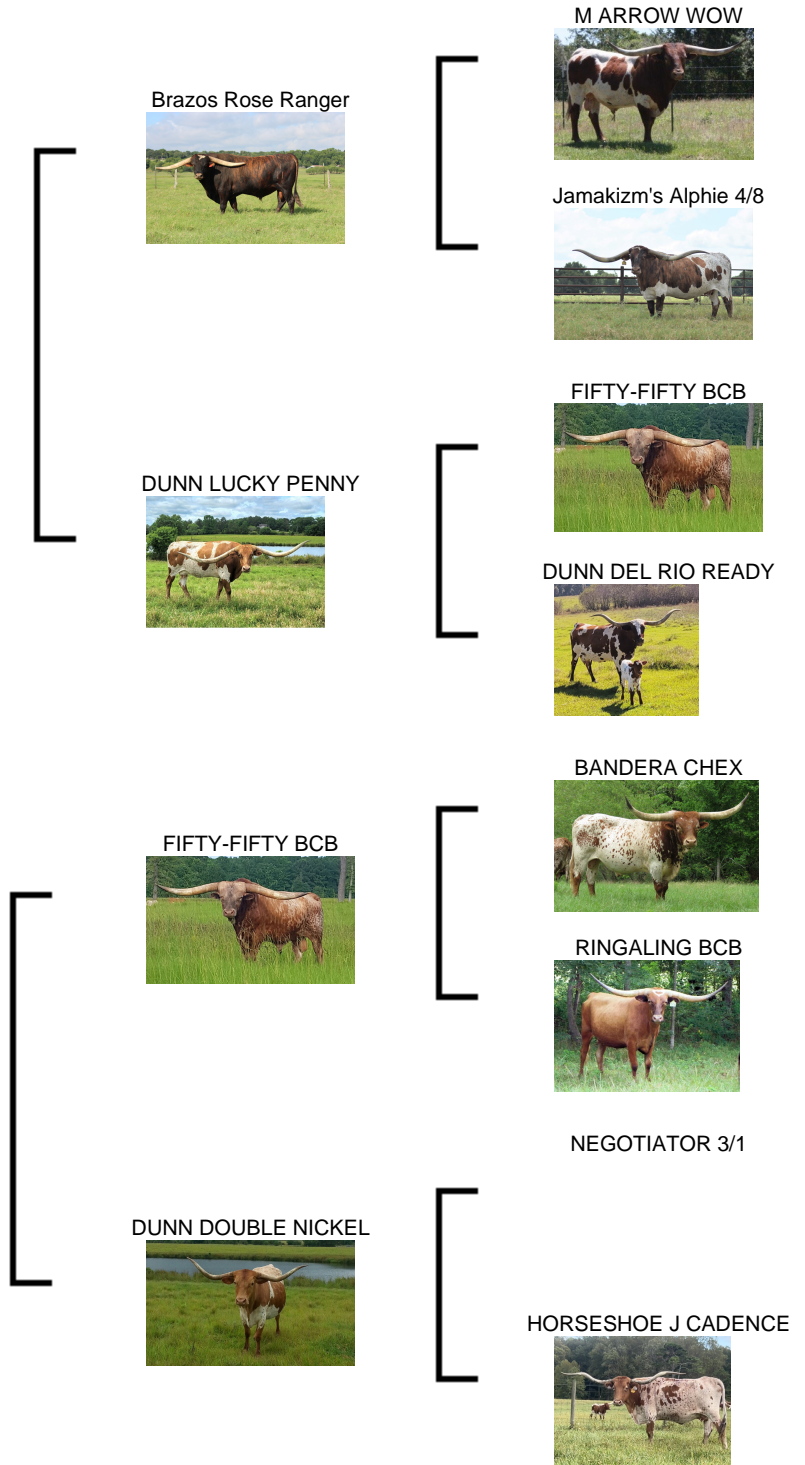 M ARROW WOW
Brazos Rose Ranger
Jamakizm's Alphie 4/8
FIFTY-FIFTY BCB
DUNN LUCKY PENNY
DUNN DEL RIO READY
BANDERA CHEX
FIFTY-FIFTY BCB
RINGALING BCB
NEGOTIATOR 3/1
DUNN DOUBLE NICKEL
HORSESHOE J CADENCE